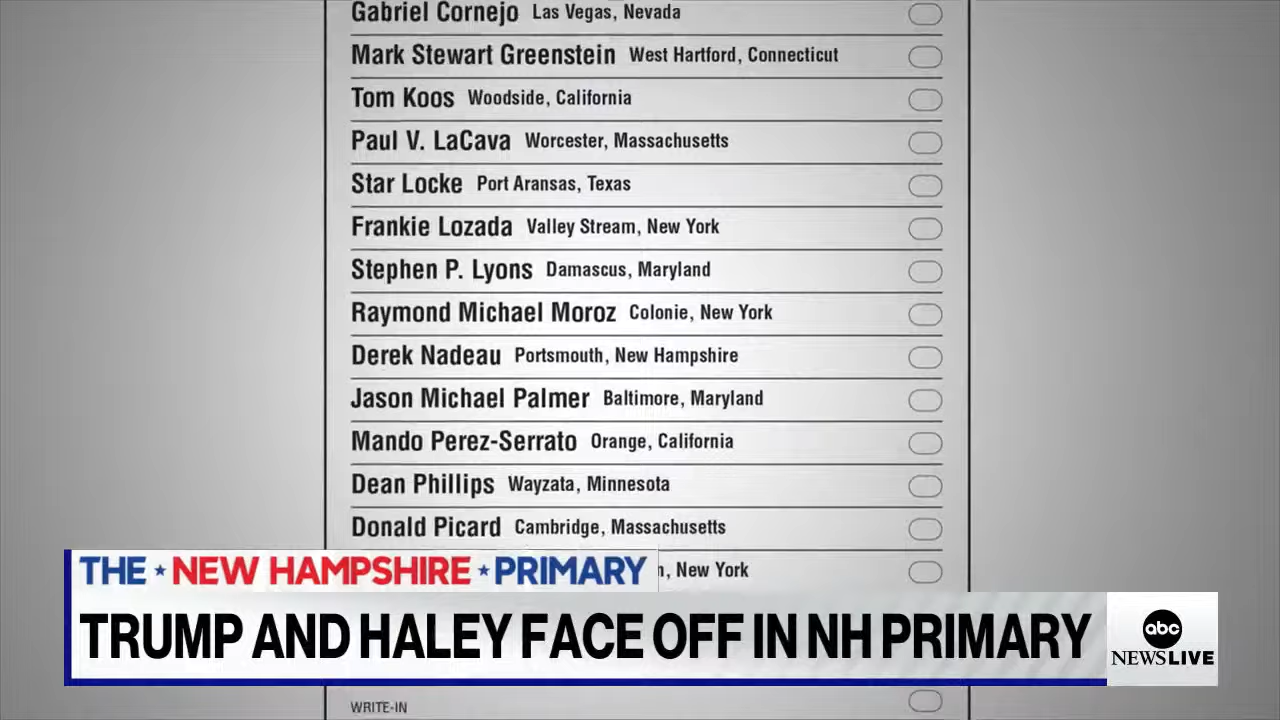 Gabriel Cornejo Las Vegas, Nevada
Mark Stewart Greenstein West Hartford, Connecticut
Tom Koos Woodside, California
Paul V. LaCava Worcester, Massachusetts
Star Locke Port Aransas, Texas
Frankie Lozada Valley Stream, New York
Stephen P. Lyons Damascus, Maryland
Raymond Michael Moroz Colonie, New York
Derek Nadeau Portsmouth, New Hampshire
Jason Michael Palmer Baltimore, Maryland
Mando Perez-Serrato Orange, California
Dean Phillips Wayzata, Minnesota
Donald Picard Cambridge, Massachusetts
New York
THE ★ NEW HAMPSHIRE ★ PRIMARY
TRUMP AND HALEY FACE OFF IN NH PRIMARY
abc
NEWS LIVE
WRITE-IN